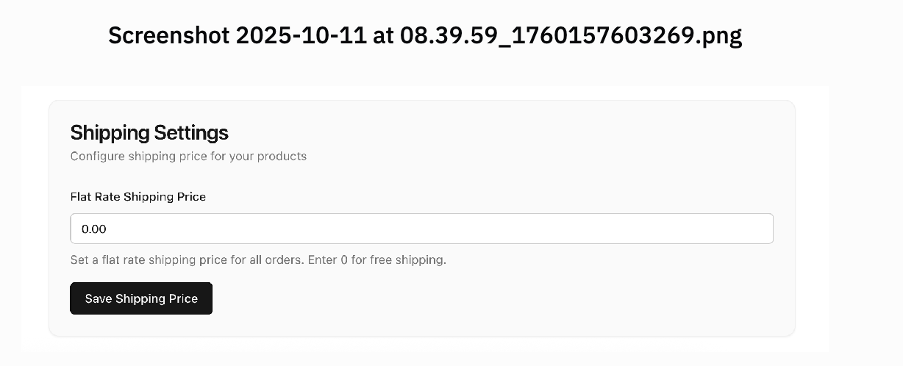 Screenshot 2025-10-11 at 08.39.59_1760157603269.png
Shipping Settings
Configure shipping price for your products
Flat Rate Shipping Price
0.00
Set a flat rate shipping price for all orders. Enter 0 for free shipping.
Save Shipping Price